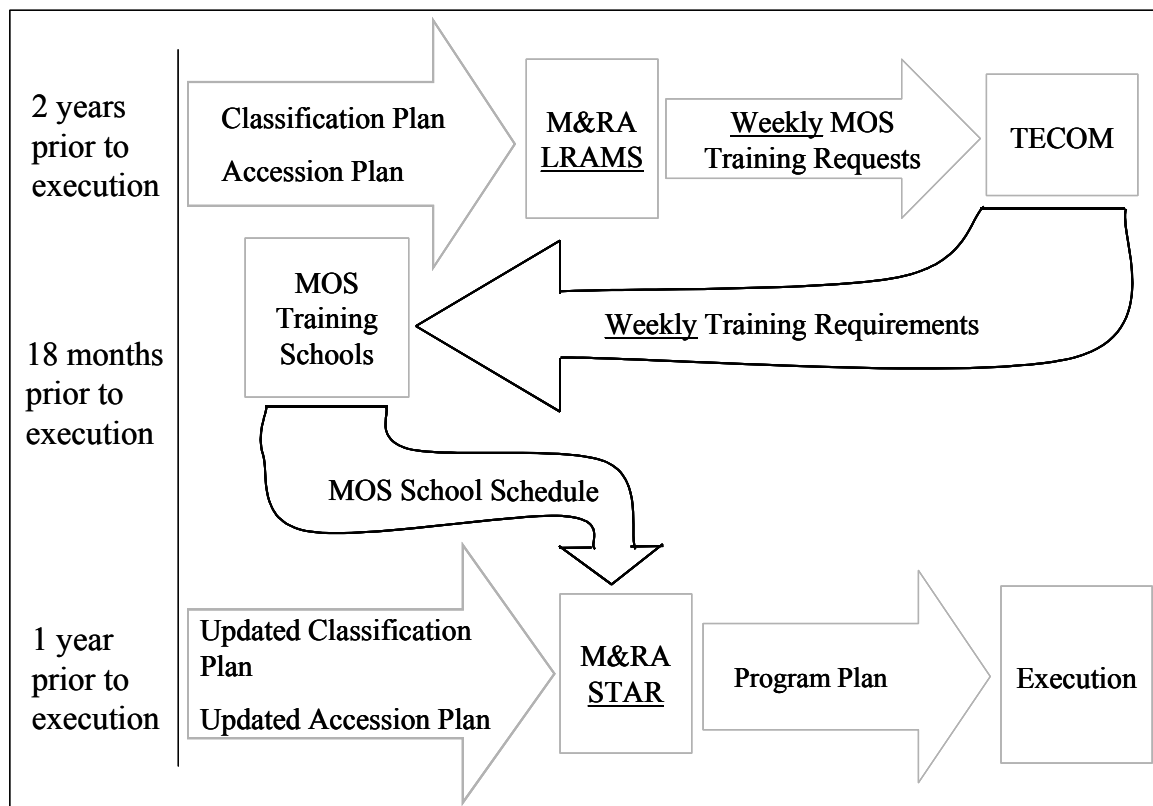 2 years
prior to
execution
Classification Plan
Accession Plan
M&RA
LRAMS
Weekly MOS
Training Requests
TECOM
18 months
prior to
execution
MOS
Training
Schools
Weekly Training Requirements
MOS School Schedule
1 year
prior to
execution
Updated Classification
Plan
Updated Accession Plan
M&RA
STAR
Program Plan
Execution